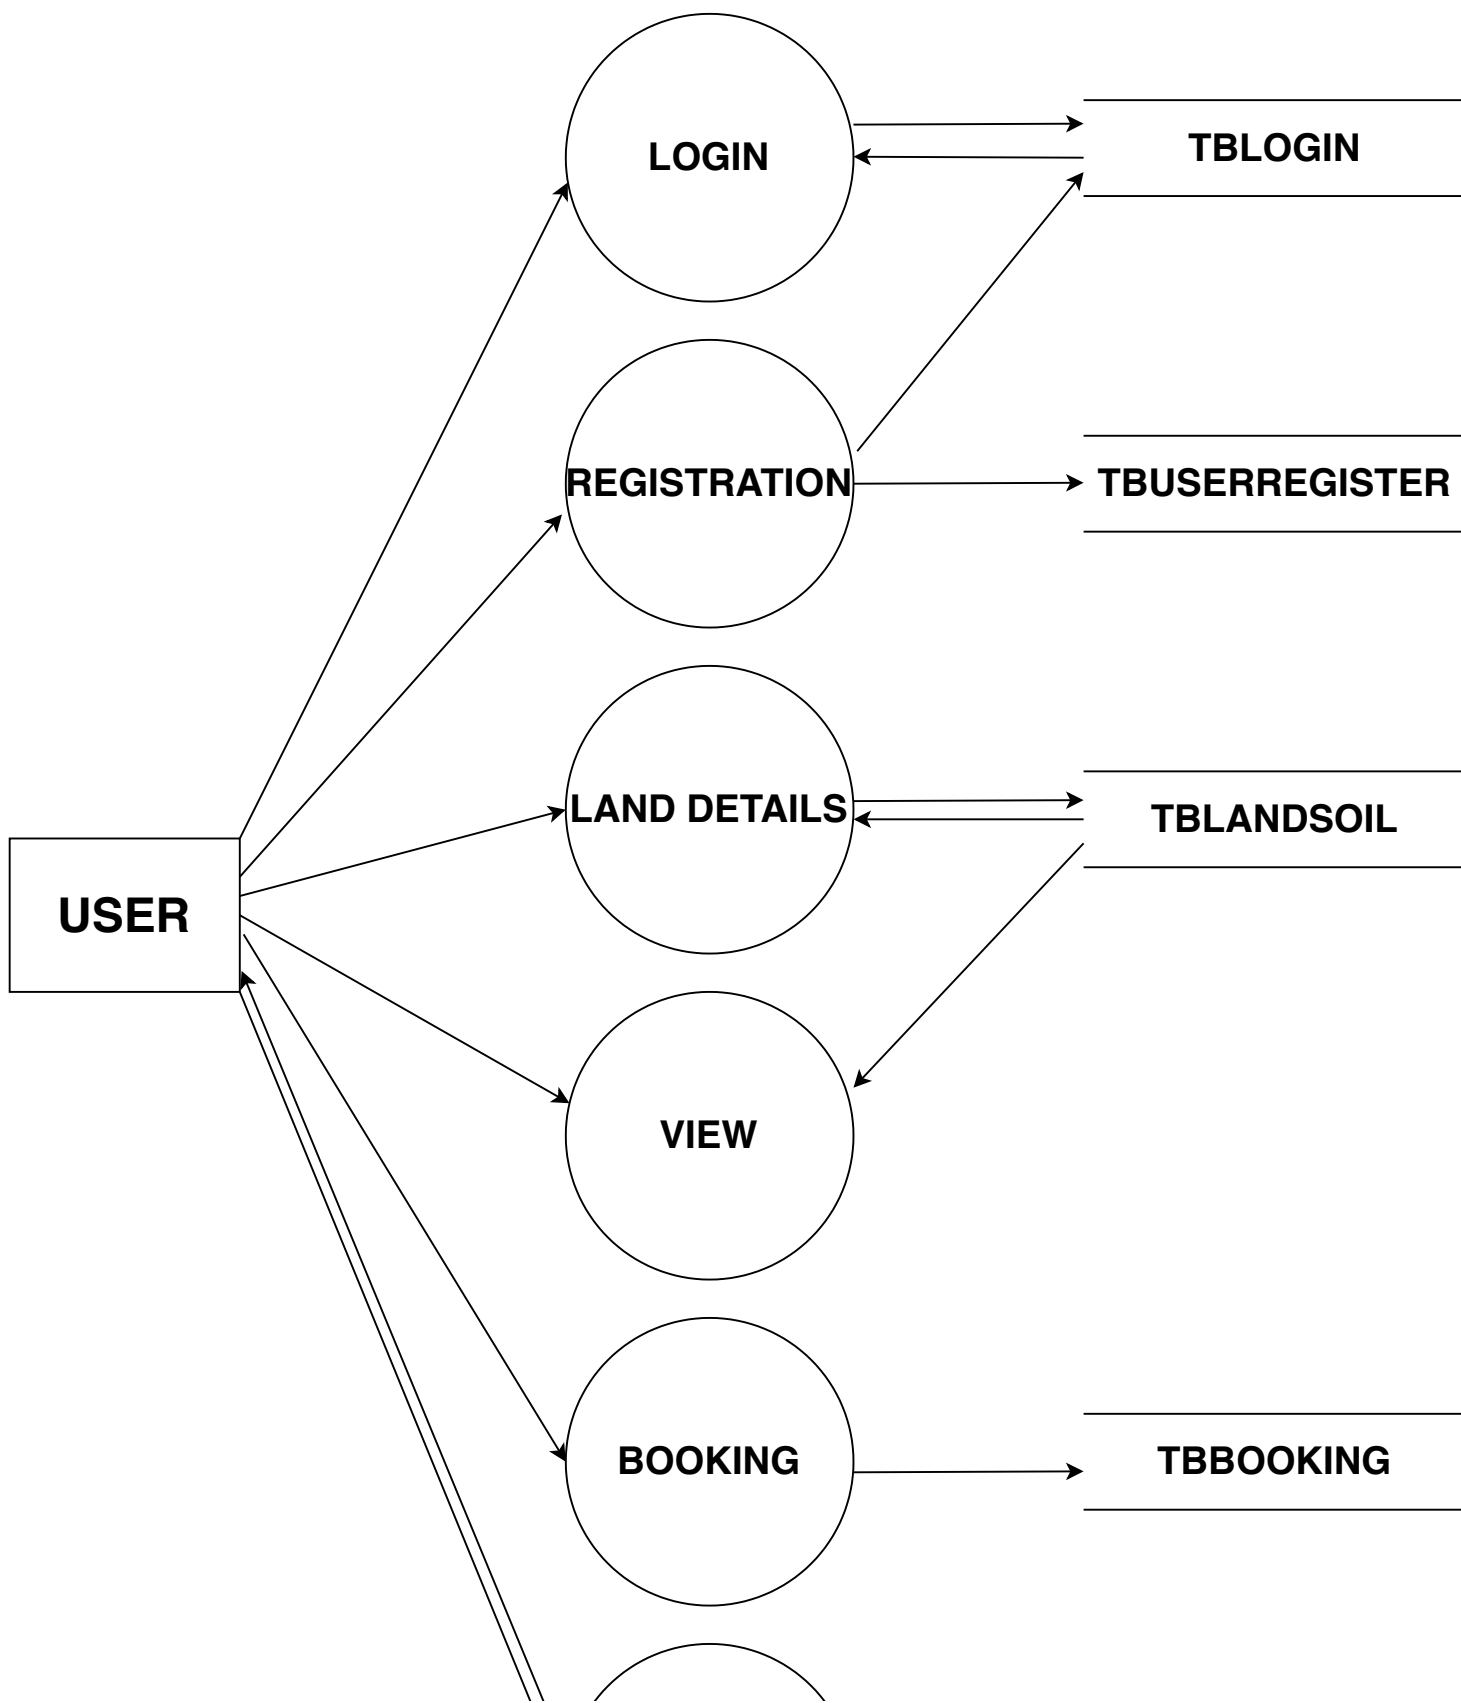 LOGIN
TBLOGIN
REGISTRATION
TBUSERREGISTER
LAND DETAILS
TBLANDSOIL
USER
VIEW
BOOKING
TBBOOKING